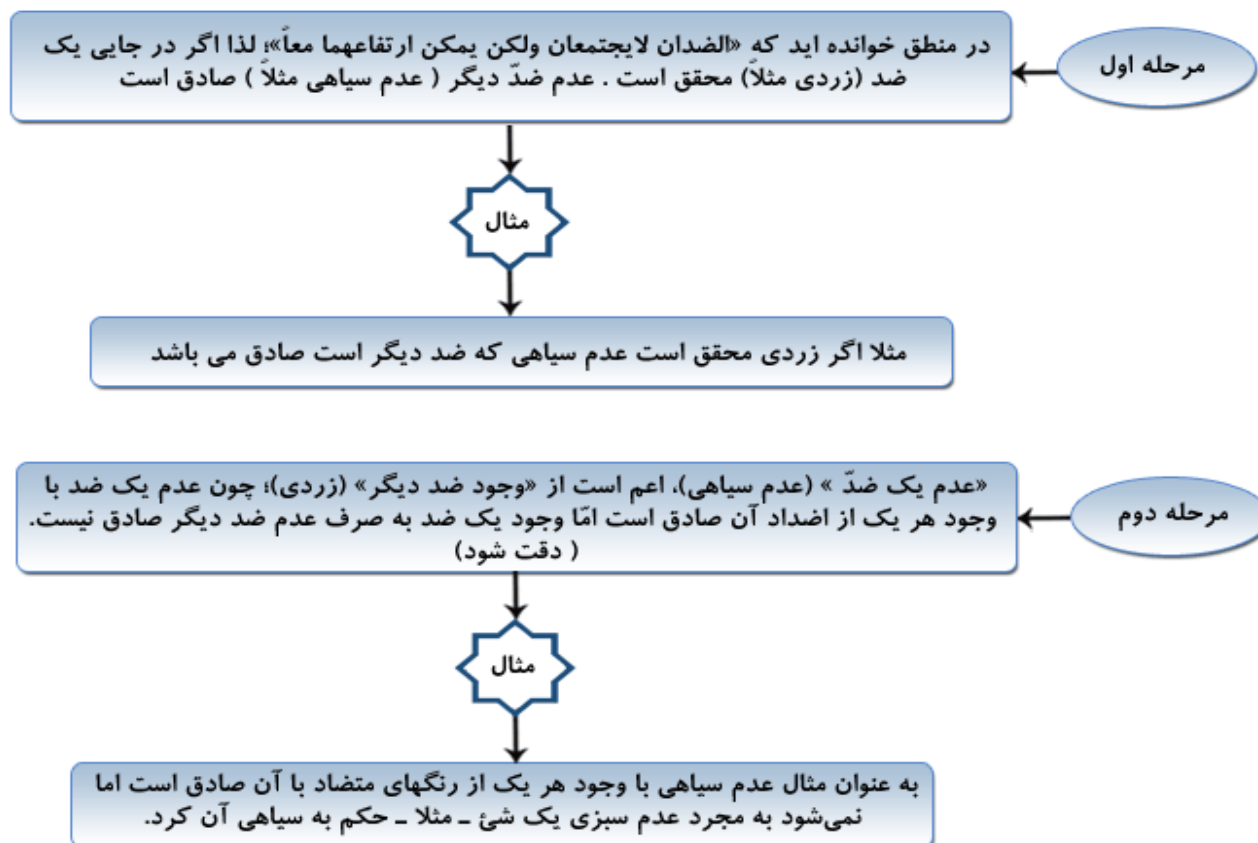 مرحله اول
در منطق خوانده اید که «الضدان لایجتمعان ولکن یمکن ارتفاعهما معاً»؛ لذا اگر در جایی یک
ضد (زردی مثلاً) محقق است . عدم ضدّ دیگر ( عدم سیاهی مثلاً ) صادق است
مثال
مثلا اگر زردی محقق است عدم سیاهی که ضد دیگر است صادق می باشد
مرحله دوم
«عدم یک ضدّ » (عدم سیاهی)، اعم است از «وجود ضد دیگر» (زردی)؛ چون عدم یک ضد با
وجود هر یک از اضداد آن صادق است امّا وجود یک ضد به صرف عدم ضد دیگر صادق نیست.
( دقت شود)
مثال
به عنوان مثال عدم سیاهی با وجود هر یک از رنگهای متضاد با آن صادق است اما
نمی‌شود به مجرد عدم سبزی یک شئ ـ مثلا ـ حکم به سیاهی آن کرد.